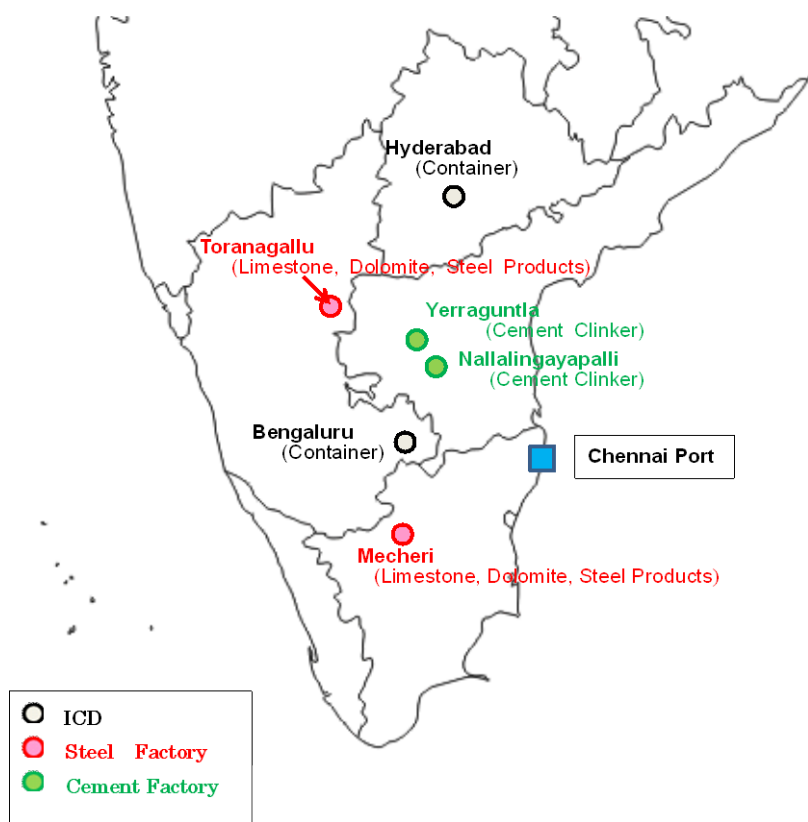 Hyderabad
(Container)
Toranagallu
(Limestone, Dolomite, Steel Products)
Yerraguntla
(Cement Clinker)
Nallalingayapalli
(Cement Clinker)
Bengaluru
(Container)
Chennai Port
Mecheri
(Limestone, Dolomite, Steel Products)
ICD
Steel Factory
Cement Factory